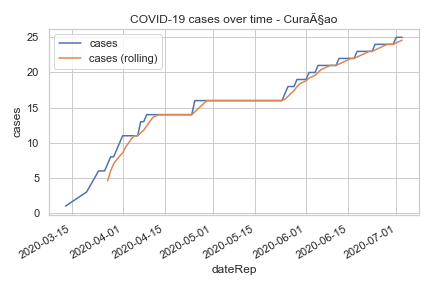 COVID-19 cases over time - CuraÃ§ao
cases
cases (rolling)
25
20
15
10
5
0
cases
2020-03-15
2020-04-01
2020-04-15
2020-05-01
2020-05-15
2020-06-01
2020-06-15
2020-07-01
dateRep